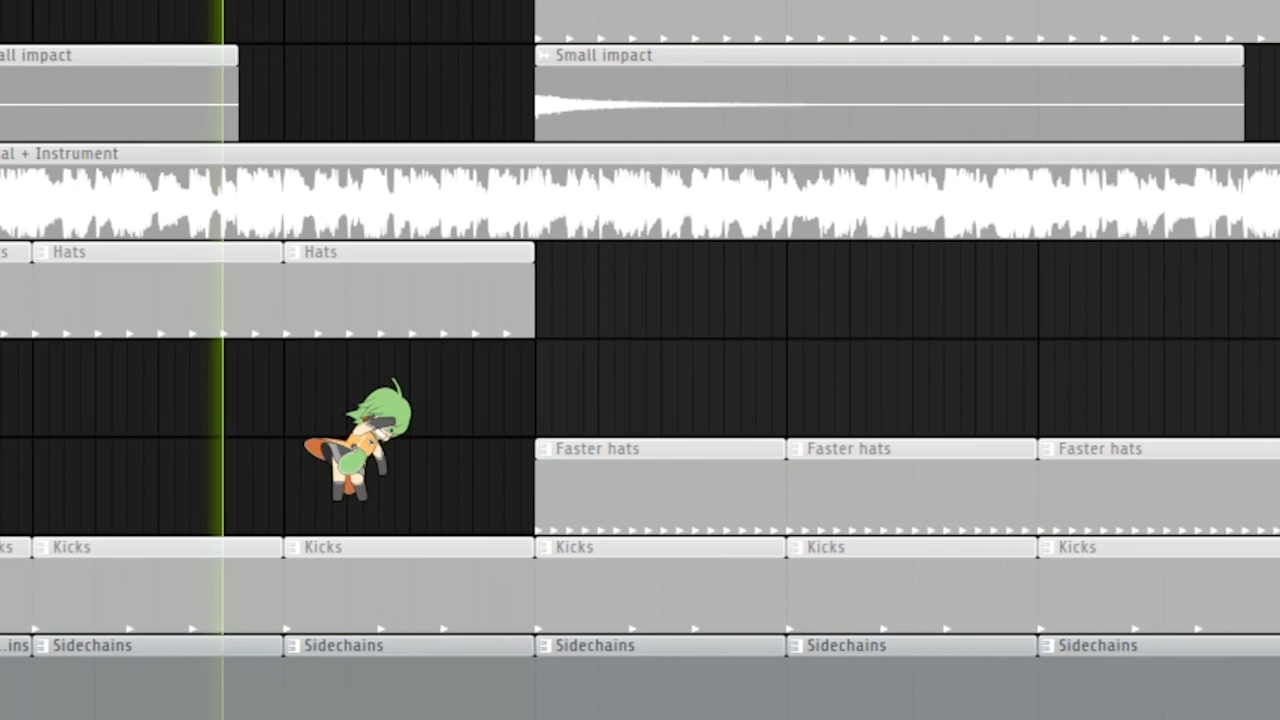 all impact Small impact
al + Instrument
s Hats Hats
Faster hats Faster hats Faster hats
ks Kicks Kicks Kicks Kicks Kicks
..ins Sidechains Sidechains Sidechains Sidechains Sidechains